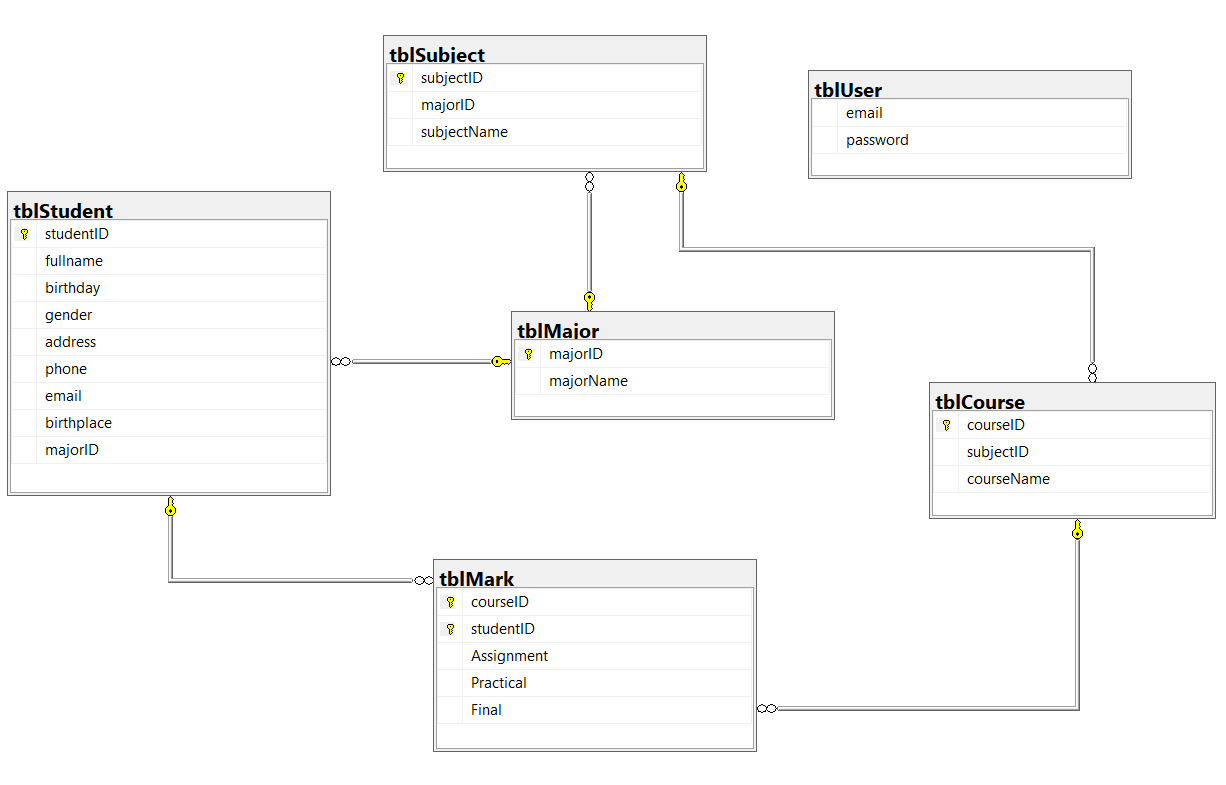 tblSubject
subjectID
majorID
subjectName
tblUser
email
password
tblStudent
studentID
fullname
birthday
gender
address
phone
email
birthplace
majorID
tblMajor
majorID
majorName
tblCourse
courseID
subjectID
courseName
tblMark
courseID
studentID
Assignment
Practical
Final